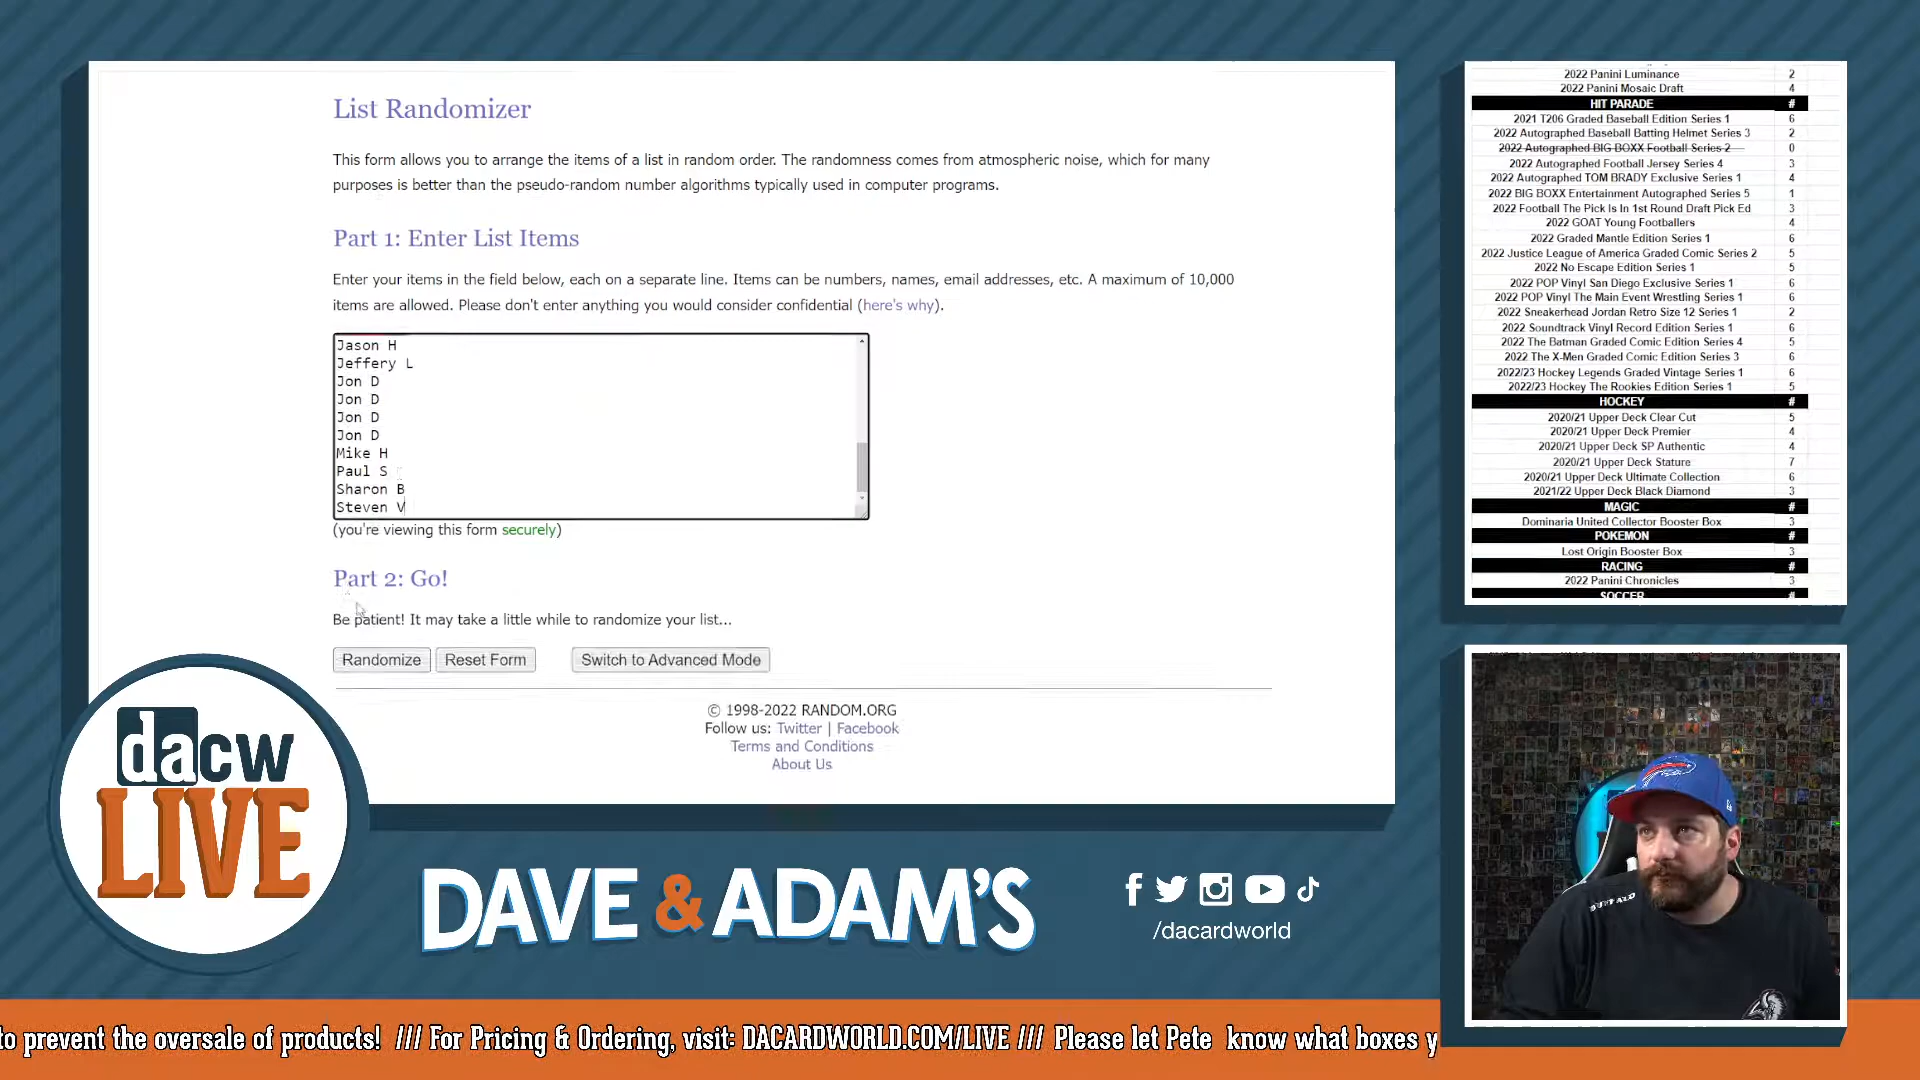 List Randomizer
This form allows you to arrange the items of a list in random order. The randomness comes from atmospheric noise, which for many
purposes is better than the pseudo-random number algorithms typically used in computer programs.
Part 1: Enter List Items
Enter your items in the field below, each on a separate line. Items can be numbers, names, email addresses, etc. A maximum of 10,000
items are allowed. Please don't enter anything you would consider confidential (here's why).
Jason H
Jeffery L
Jon D
Jon D
Jon D
Jon D
Mike H
Paul S
Sharon B
Steven V
(you're viewing this form securely)
Part 2: Go!
Be patient! It may take a little while to randomize your list...
Randomize Reset Form Switch to Advanced Mode
© 1998-2022 RANDOM.ORG
Follow us: Twitter | Facebook
Terms and Conditions
About Us
2022 Panini Luminance 2
2022 Panini Mosaic Draft 4
HIT PARADE #
2021 T206 Graded Baseball Edition Series 1 6
2022 Autographed Baseball Batting Helmet Series 3 2
2022 Autographed BIG BOXX Football Series 2 0
2022 Autographed Football Jersey Series 4 3
2022 Autographed TOM BRADY Exclusive Series 1 4
2022 BIG BOXX Entertainment Autographed Series 5 1
2022 Football The Pick Is In 1st Round Draft Pick Ed 3
2022 GOAT Young Footballers 4
2022 Graded Mantle Edition Series 1 6
2022 Justice League of America Graded Comic Series 2 5
2022 No Escape Edition Series 1 5
2022 POP Vinyl San Diego Exclusive Series 1 6
2022 POP Vinyl The Main Event Wrestling Series 1 6
2022 Sneakerhead Jordan Retro Size 12 Series 1 2
2022 Soundtrack Vinyl Record Edition Series 1 6
2022 The Batman Graded Comic Edition Series 4 5
2022 The X-Men Graded Comic Edition Series 3 6
2022/23 Hockey Legends Graded Vintage Series 1 6
2022/23 Hockey The Rookies Edition Series 1 5
HOCKEY #
2020/21 Upper Deck Clear Cut 5
2020/21 Upper Deck Premier 4
2020/21 Upper Deck SP Authentic 4
2020/21 Upper Deck Stature 7
2020/21 Upper Deck Ultimate Collection 6
2021/22 Upper Deck Black Diamond 3
MAGIC #
Dominaria United Collector Booster Box 3
POKEMON #
Lost Origin Booster Box 3
RACING #
2022 Panini Chronicles 3
SOCCER #
dacw
LIVE
DAVE & ADAM'S
/dacardworld
BUFFALO
to prevent the oversale of products! /// For Pricing & Ordering, visit: DACARDWORLD.COM/LIVE /// Please let Pete know what boxes y